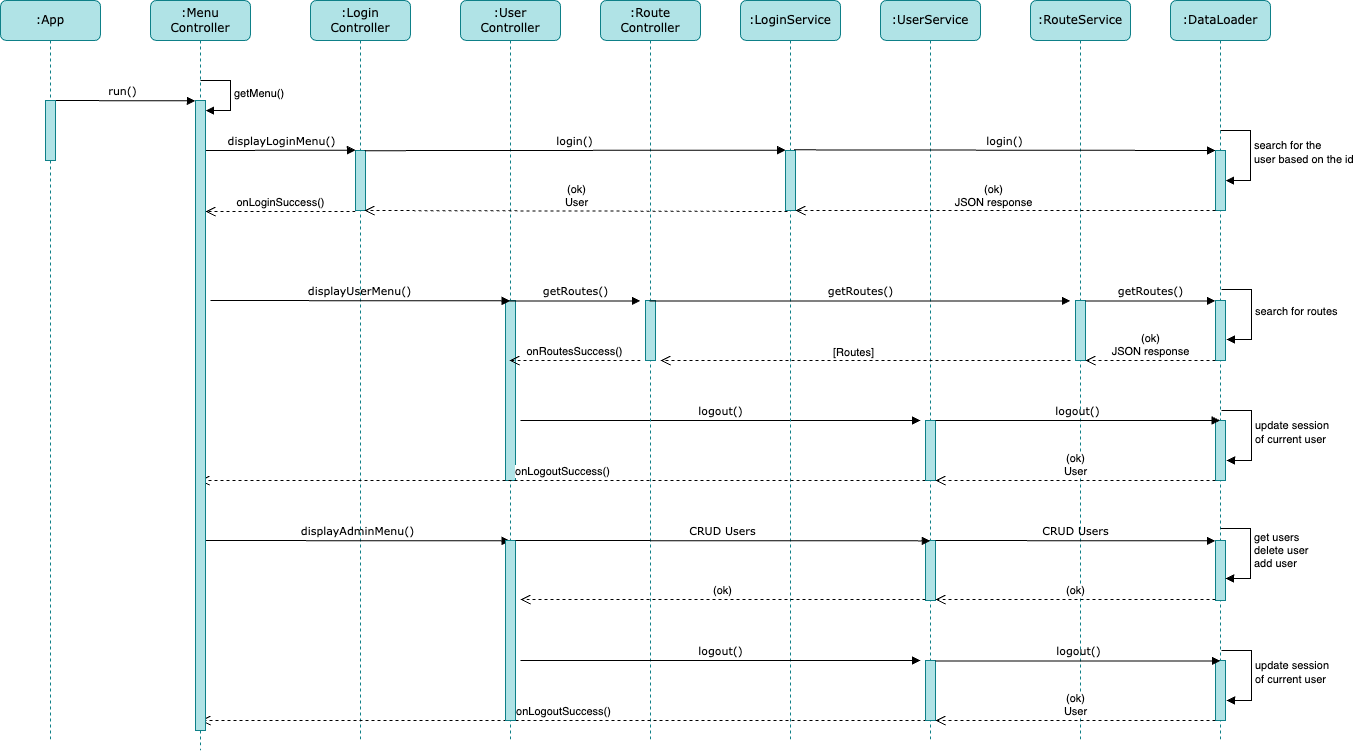 :App
:Menu
Controller
:Login
Controller
:User
Controller
:Route
Controller
:LoginService
:UserService
:RouteService
:DataLoader
run()
getMenu()
displayLoginMenu()
login()
login()
search for the
user based on the id
onLoginSuccess()
(ok)
User
(ok)
JSON response
displayUserMenu()
getRoutes()
getRoutes()
getRoutes()
search for routes
onRoutesSuccess()
[Routes]
(ok)
JSON response
logout()
logout()
update session
of current user
onLogoutSuccess()
(ok)
User
displayAdminMenu()
CRUD Users
CRUD Users
get users
delete user
add user
(ok)
(ok)
logout()
logout()
update session
of current user
onLogoutSuccess()
(ok)
User